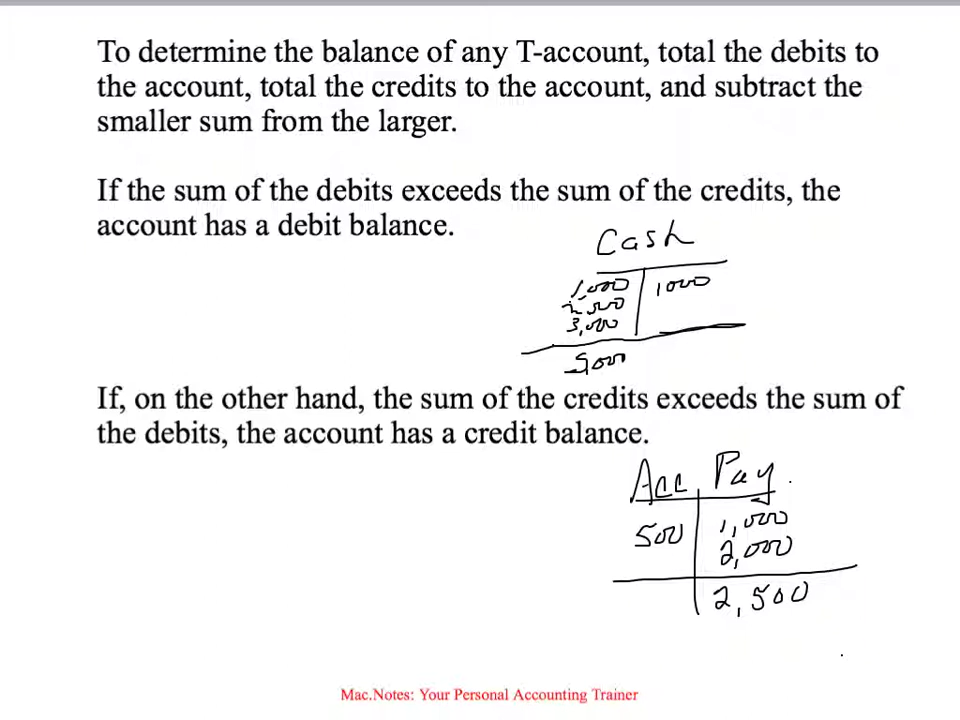 To determine the balance of any T-account, total the debits to
the account, total the credits to the account, and subtract the
smaller sum from the larger.
If the sum of the debits exceeds the sum of the credits, the
account has a debit balance.
Cash
1,000 1000
2,000
3,000
5,000
If, on the other hand, the sum of the credits exceeds the sum of
the debits, the account has a credit balance.
Acc Pay.
500 1,000
2,000
2,500
Mac.Notes: Your Personal Accounting Trainer